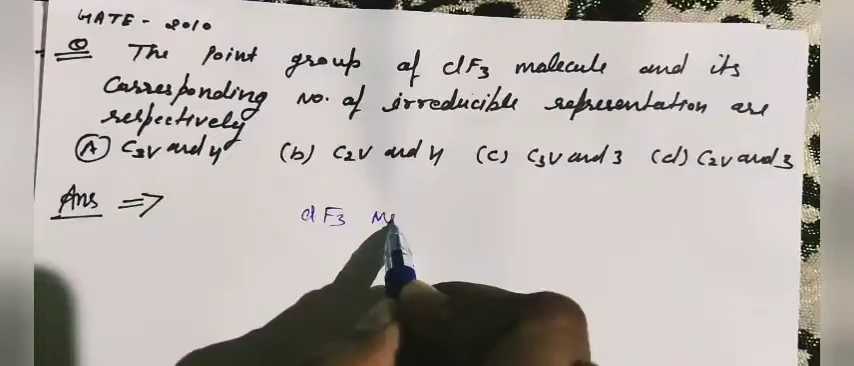 GATE - 2010
Q The Point group of ClF3 molecule and its
Corresponding No. of irreducible representation are
respectively
(A) C3V and 4 (b) C2V and 4 (c) C3V and 3 (d) C2V and 3
Ans =>
ClF3 M